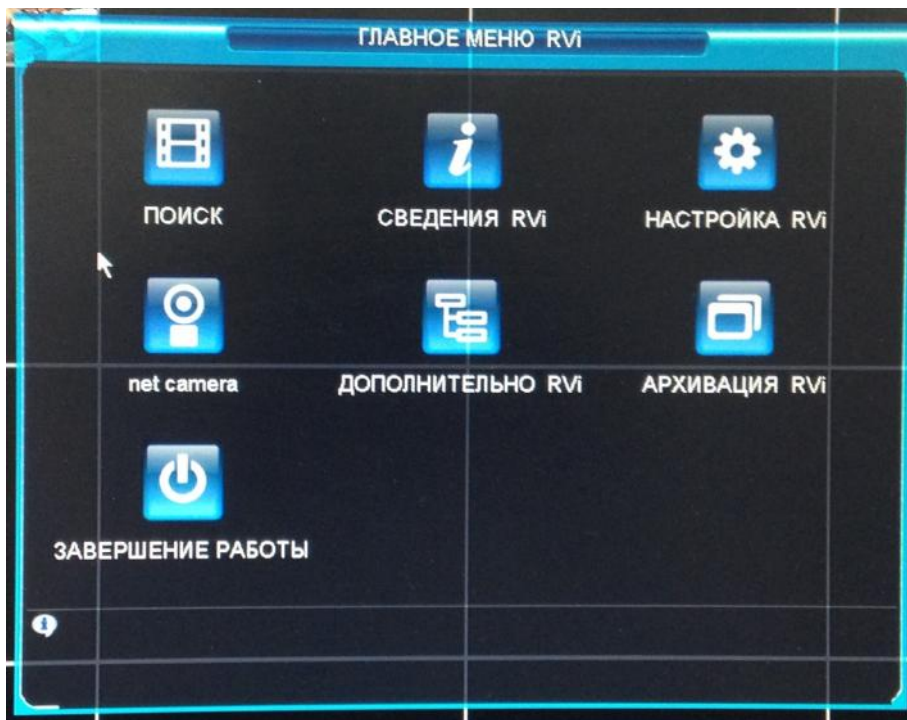 ГЛАВНОЕ МЕНЮ RVi
ПОИСК
СВЕДЕНИЯ RVi
НАСТРОЙКА RVi
net camera
ДОПОЛНИТЕЛЬНО RVi
АРХИВАЦИЯ RVi
ЗАВЕРШЕНИЕ РАБОТЫ